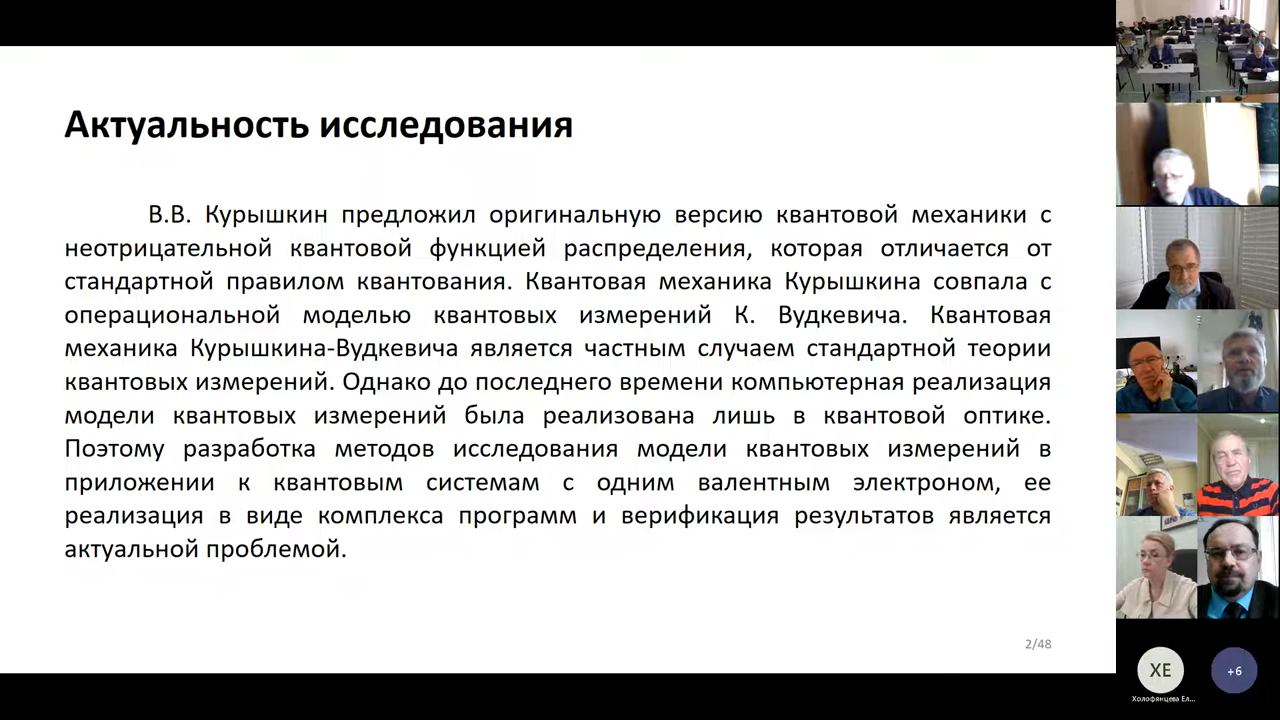 Актуальность исследования
В.В. Курышкин предложил оригинальную версию квантовой механики с
неотрицательной квантовой функцией распределения, которая отличается от
стандартной правилом квантования. Квантовая механика Курышкина совпала с
операциональной моделью квантовых измерений К. Вудкевича. Квантовая
механика Курышкина-Вудкевича является частным случаем стандартной теории
квантовых измерений. Однако до последнего времени компьютерная реализация
модели квантовых измерений была реализована лишь в квантовой оптике.
Поэтому разработка методов исследования модели квантовых измерений в
приложении к квантовым системам с одним валентным электроном, ее
реализация в виде комплекса программ и верификация результатов является
актуальной проблемой.
2/48
ХЕ
+6
Холофянцева Ел...